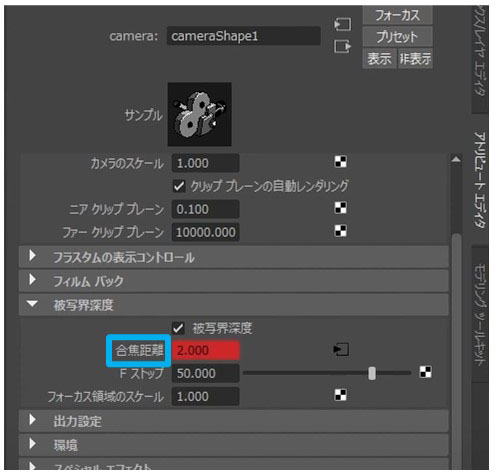 フォーカス
camera: cameraShape1
プリセット
表示 非表示
サンプル
カメラのスケール 1.000
クリップ プレーンの自動レンダリング
ニア クリップ プレーン 0.100
ファー クリップ プレーン 10000.000
フラスタムの表示コントロール
フィルム バック
被写界深度
被写界深度
合焦距離 2.000
F ストップ 50.000
フォーカス領域のスケール 1.000
出力設定
環境
スペシャル エフェクト
レイヤ エディタ
アトリビュート エディタ
モデリング ツールキット